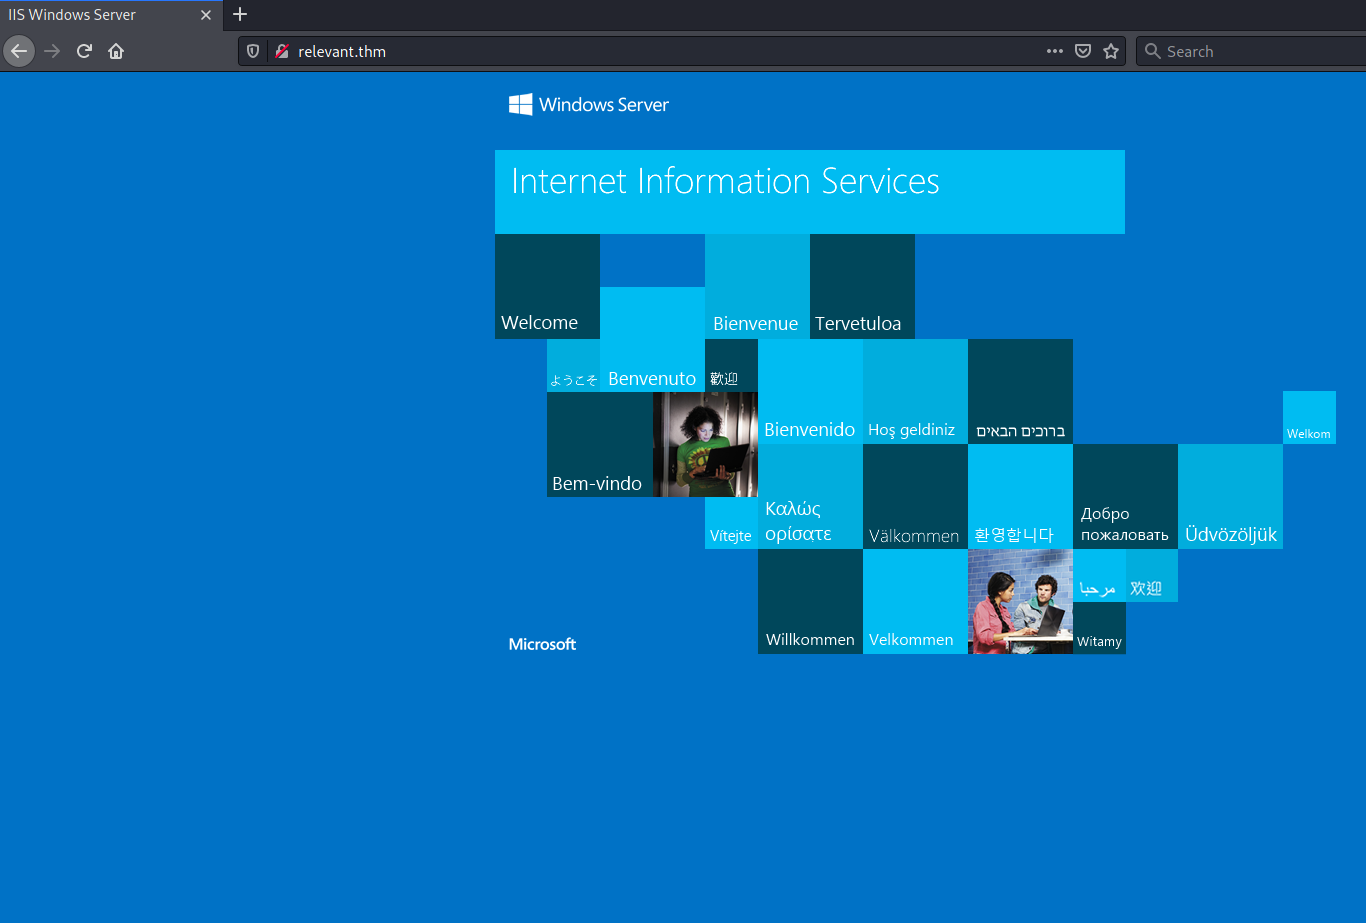 IIS Windows Server
relevant.thm
Search
Windows Server
Internet Information Services
Welcome
Bienvenue
Tervetuloa
ようこそ
Benvenuto
歡迎
Bienvenido
Hoş geldiniz
ברוכים הבאים
Welkom
Bem-vindo
Vítejte
Καλώς
ορίσατε
Välkommen
환영합니다
Добро
пожаловать
Üdvözöljük
مرحبا
欢迎
Microsoft
Willkommen
Velkommen
Witamy